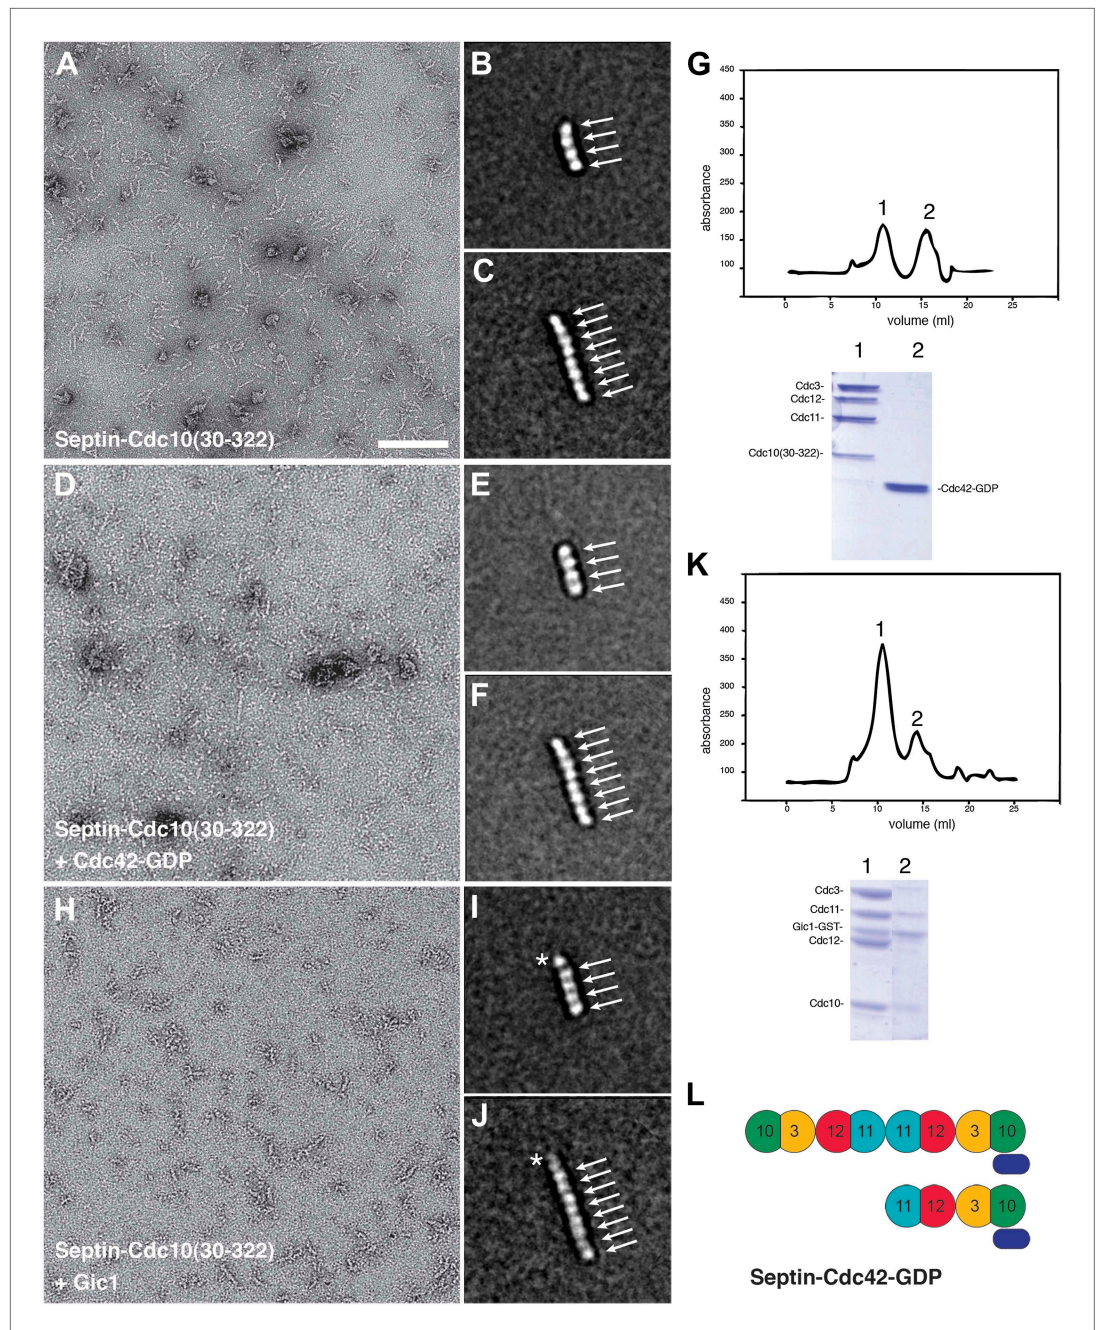 A
Septin-Cdc10(30-322)
B
C
D
Septin-Cdc10(30-322)
+ Cdc42-GDP
E
F
H
Septin-Cdc10(30-322)
+ Gic1
I
*
J
*
G
450
400
350
300
250
200
150
100
absorbance
1 2
0 5 10 15 20 25
volume (ml)
1 2
Cdc3-
Cdc12-
Cdc11-
Cdc10(30-322)-
-Cdc42-GDP
K
450
400
350
300
250
200
100
absorbance
1
2
0 5 10 15 20 25
volume (ml)
1 2
Cdc3-
Cdc11-
Gic1-GST-
Cdc12-
Cdc10-
L
10 3 12 11 11 12 3 10
11 12 3 10
Septin-Cdc42-GDP